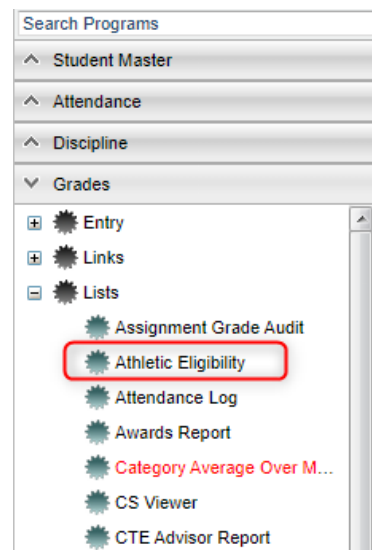 Search Programs
Student Master
Attendance
Discipline
Grades
Entry
Links
Lists
Assignment Grade Audit
Athletic Eligibility
Attendance Log
Awards Report
Category Average Over M...
CS Viewer
CTE Advisor Report